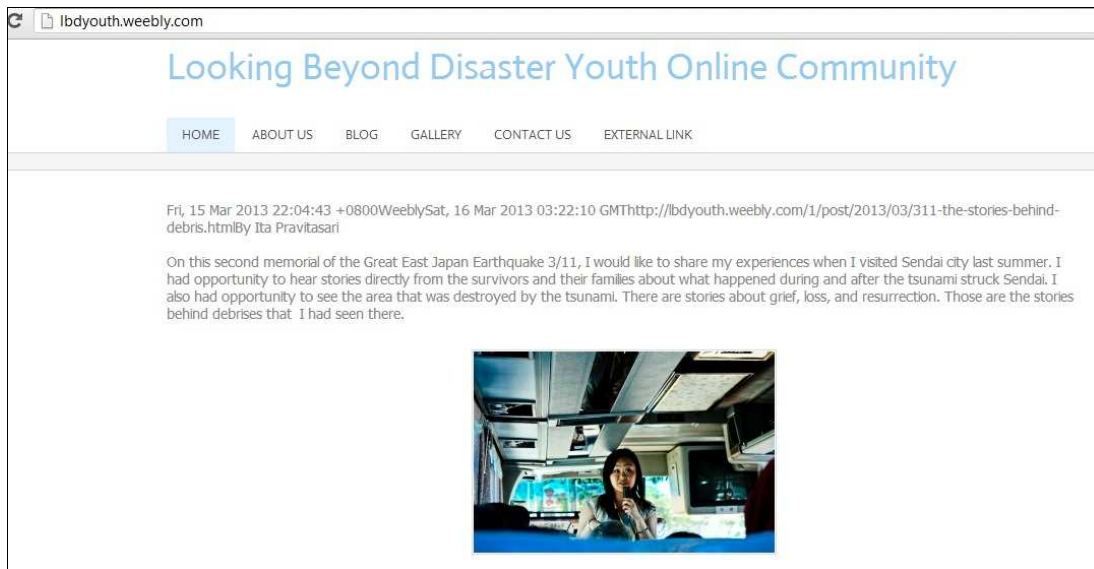 lbdyouth.weebly.com
Looking Beyond Disaster Youth Online Community
HOME ABOUT US BLOG GALLERY CONTACT US EXTERNAL LINK
Fri, 15 Mar 2013 22:04:43 +0800WeeblySat, 16 Mar 2013 03:22:10 GMThttp://lbdyouth.weebly.com/1/post/2013/03/311-the-stories-behind-
debris.htmlBy Ita Pravitasari
On this second memorial of the Great East Japan Earthquake 3/11, I would like to share my experiences when I visited Sendai city last summer. I
had opportunity to hear stories directly from the survivors and their families about what happened during and after the tsunami struck Sendai. I
also had opportunity to see the area that was destroyed by the tsunami. There are stories about grief, loss, and resurrection. Those are the stories
behind debrises that I had seen there.